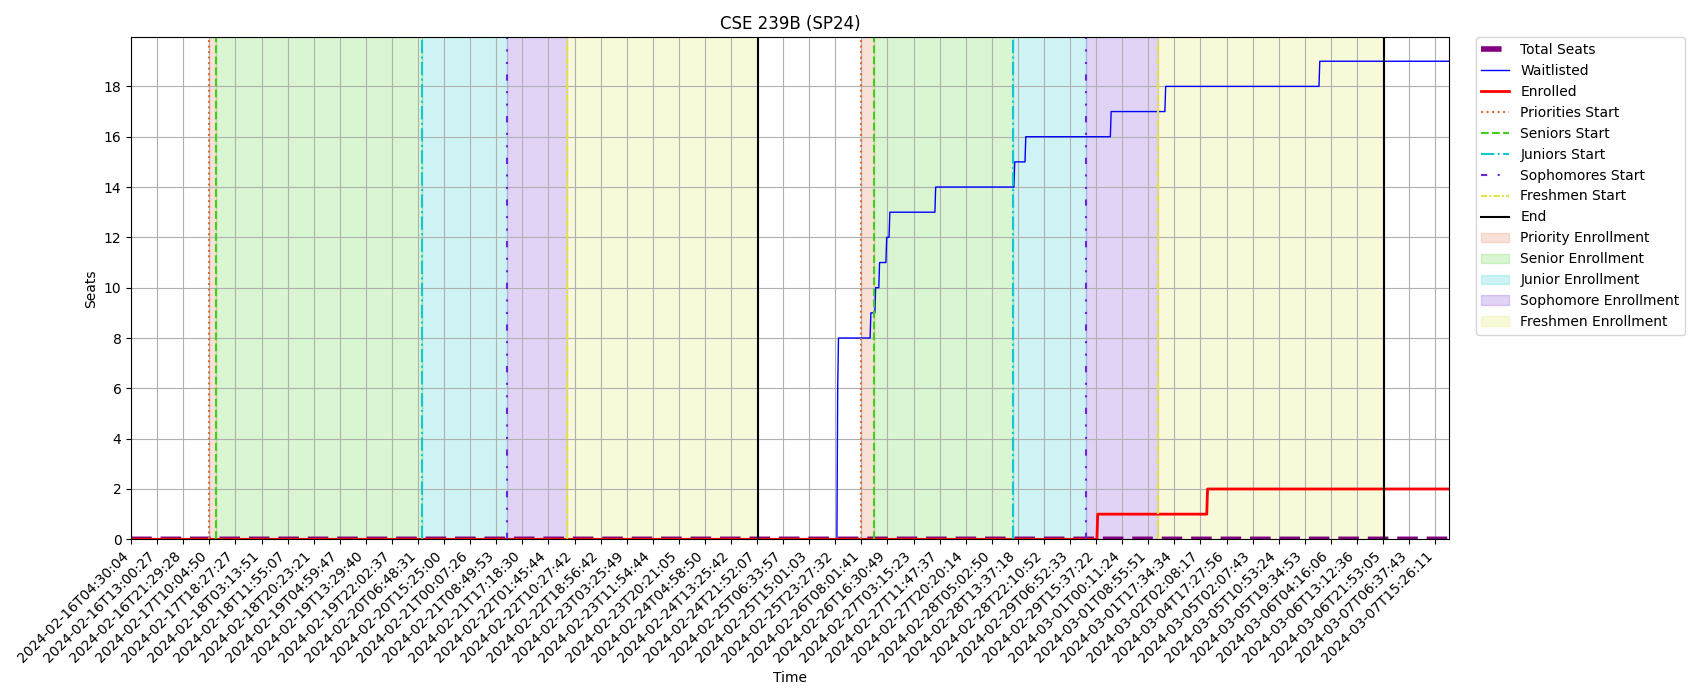 CSE 239B (SP24)
Seats
18
16
14
12
10
8
6
4
2
0
2024-02-16T04:30:04
2024-02-16T13:00:27
2024-02-16T21:29:28
2024-02-17T10:04:50
2024-02-17T18:27:27
2024-02-18T03:13:51
2024-02-18T11:55:07
2024-02-18T20:23:21
2024-02-19T04:59:47
2024-02-19T13:29:40
2024-02-19T22:02:37
2024-02-20T06:48:31
2024-02-20T15:25:00
2024-02-21T00:07:26
2024-02-21T08:49:53
2024-02-21T17:18:30
2024-02-22T01:45:44
2024-02-22T10:27:42
2024-02-22T18:56:42
2024-02-23T03:25:49
2024-02-23T11:54:44
2024-02-23T20:21:05
2024-02-24T04:58:50
2024-02-24T13:25:42
2024-02-24T21:52:07
2024-02-25T06:33:57
2024-02-25T15:01:03
2024-02-25T23:27:32
2024-02-26T08:01:41
2024-02-26T16:30:49
2024-02-27T03:15:23
2024-02-27T11:47:37
2024-02-27T20:20:14
2024-02-28T05:02:50
2024-02-28T13:37:18
2024-02-28T22:10:52
2024-02-29T06:52:33
2024-02-29T15:37:22
2024-03-01T00:11:24
2024-03-01T08:55:51
2024-03-01T17:34:34
2024-03-02T02:08:17
2024-03-04T17:27:56
2024-03-05T02:07:43
2024-03-05T10:53:24
2024-03-05T19:34:53
2024-03-06T04:16:06
2024-03-06T13:12:36
2024-03-06T21:53:05
2024-03-07T06:37:43
2024-03-07T15:26:11
Time
Total Seats
Waitlisted
Enrolled
Priorities Start
Seniors Start
Juniors Start
Sophomores Start
Freshmen Start
End
Priority Enrollment
Senior Enrollment
Junior Enrollment
Sophomore Enrollment
Freshmen Enrollment